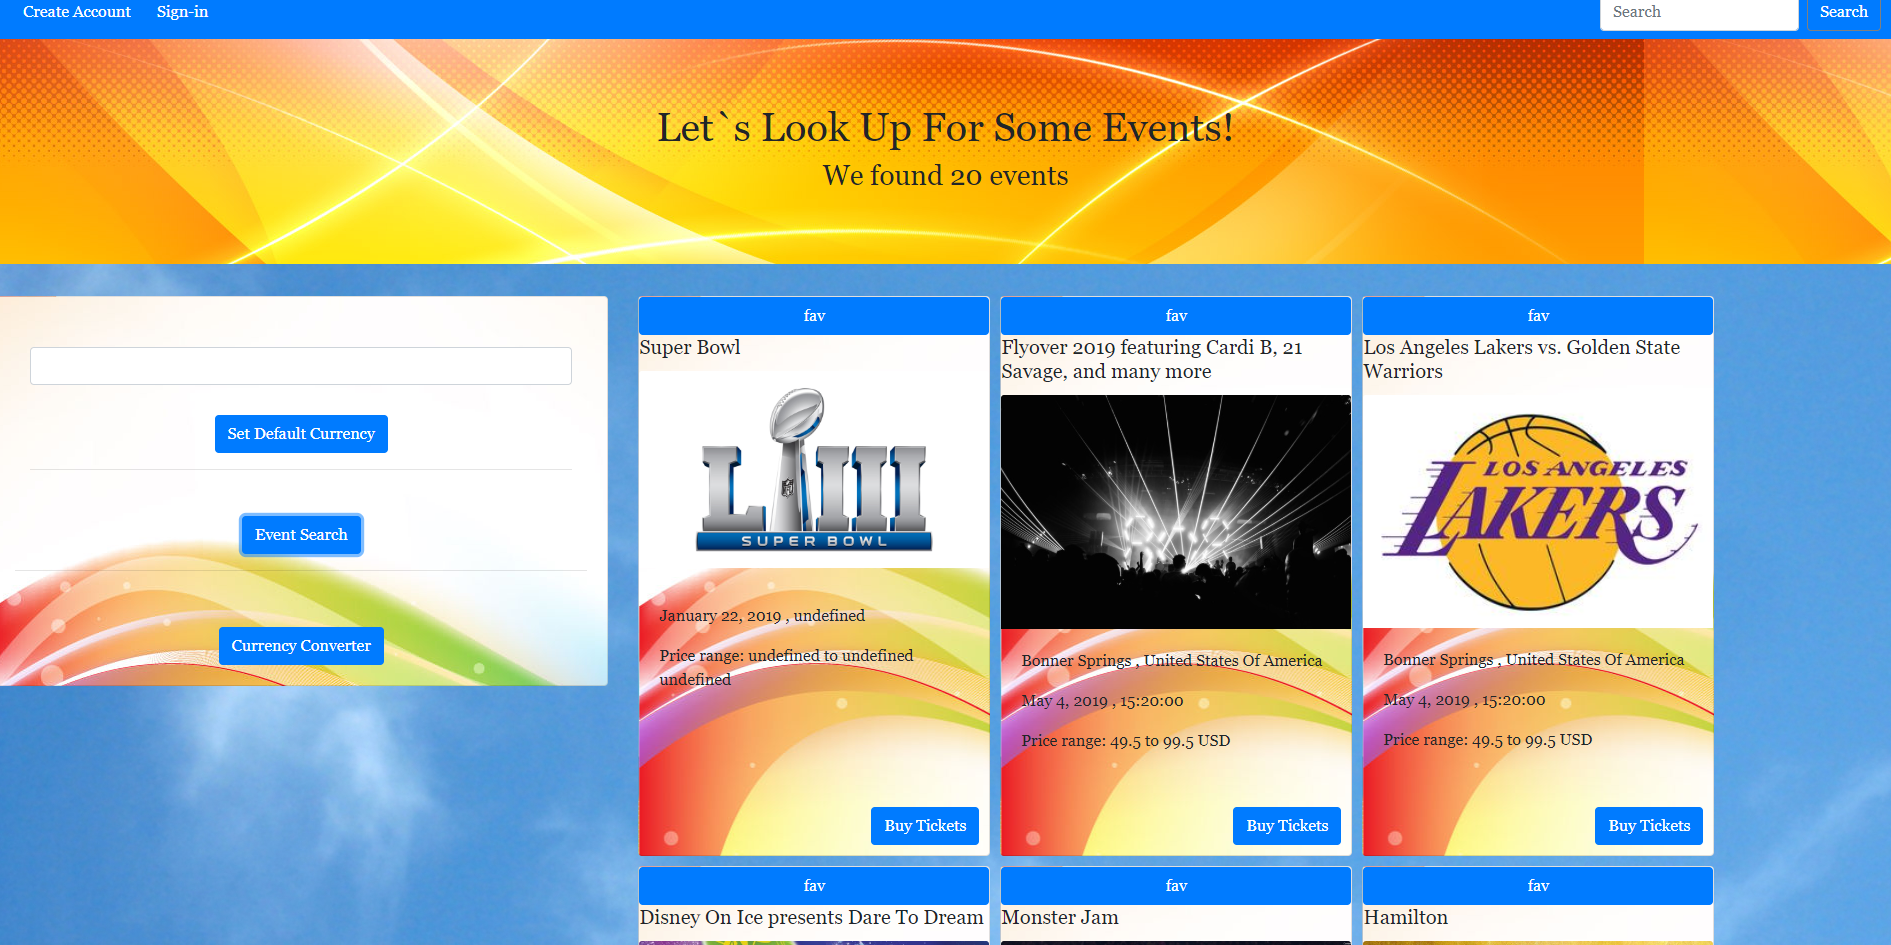 Create Account
Sign-in
Search
Search
Let`s Look Up For Some Events!
We found 20 events
Set Default Currency
Event Search
Currency Converter
fav
Super Bowl
LIII
NFL
SUPER BOWL
January 22, 2019 , undefined
Price range: undefined to undefined
undefined
Buy Tickets
fav
Flyover 2019 featuring Cardi B, 21
Savage, and many more
Bonner Springs , United States Of America
May 4, 2019 , 15:20:00
Price range: 49.5 to 99.5 USD
Buy Tickets
fav
Los Angeles Lakers vs. Golden State
Warriors
LOS ANGELES
LAKERS
Bonner Springs , United States Of America
May 4, 2019 , 15:20:00
Price range: 49.5 to 99.5 USD
Buy Tickets
fav
Disney On Ice presents Dare To Dream
fav
Monster Jam
fav
Hamilton